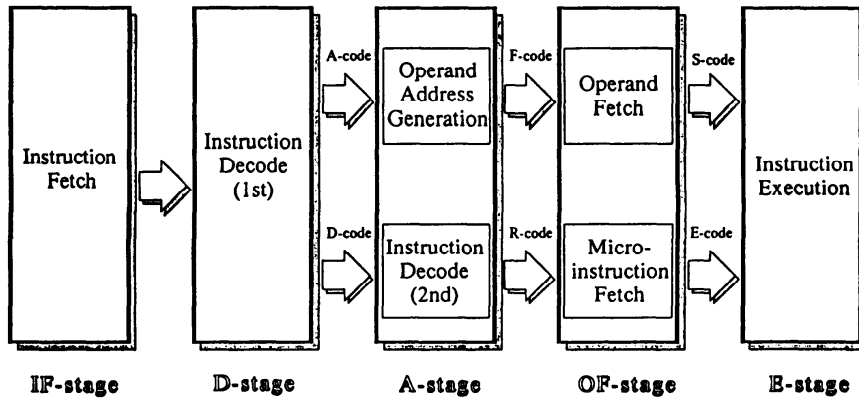 Instruction
Fetch
Instruction
Decode
(1st)
A-code
D-code
Operand
Address
Generation
Instruction
Decode
(2nd)
F-code
R-code
Operand
Fetch
Micro-
instruction
Fetch
S-code
E-code
Instruction
Execution
IF-stage
D-stage
A-stage
OF-stage
E-stage